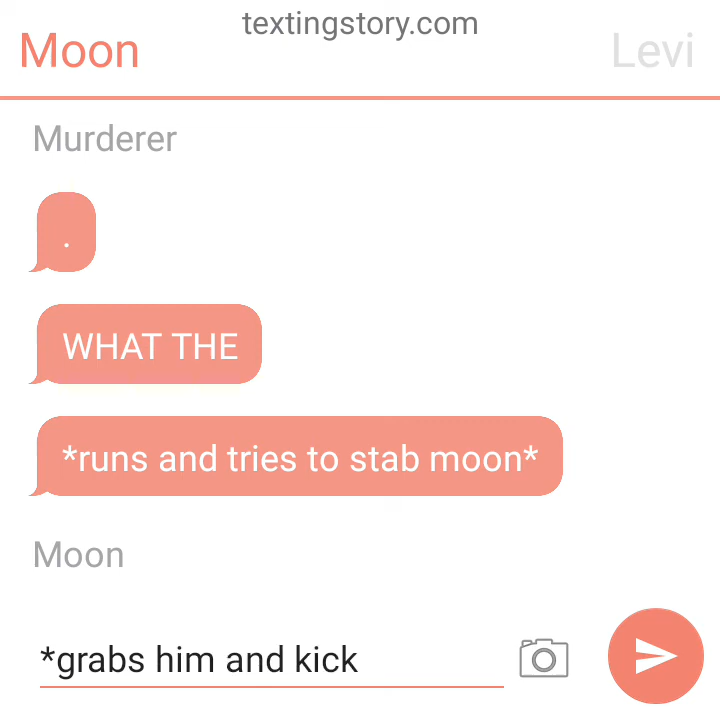 textingstory.com
Moon
Levi
Murderer
.
WHAT THE
*runs and tries to stab moon*
Moon
*grabs him and kick